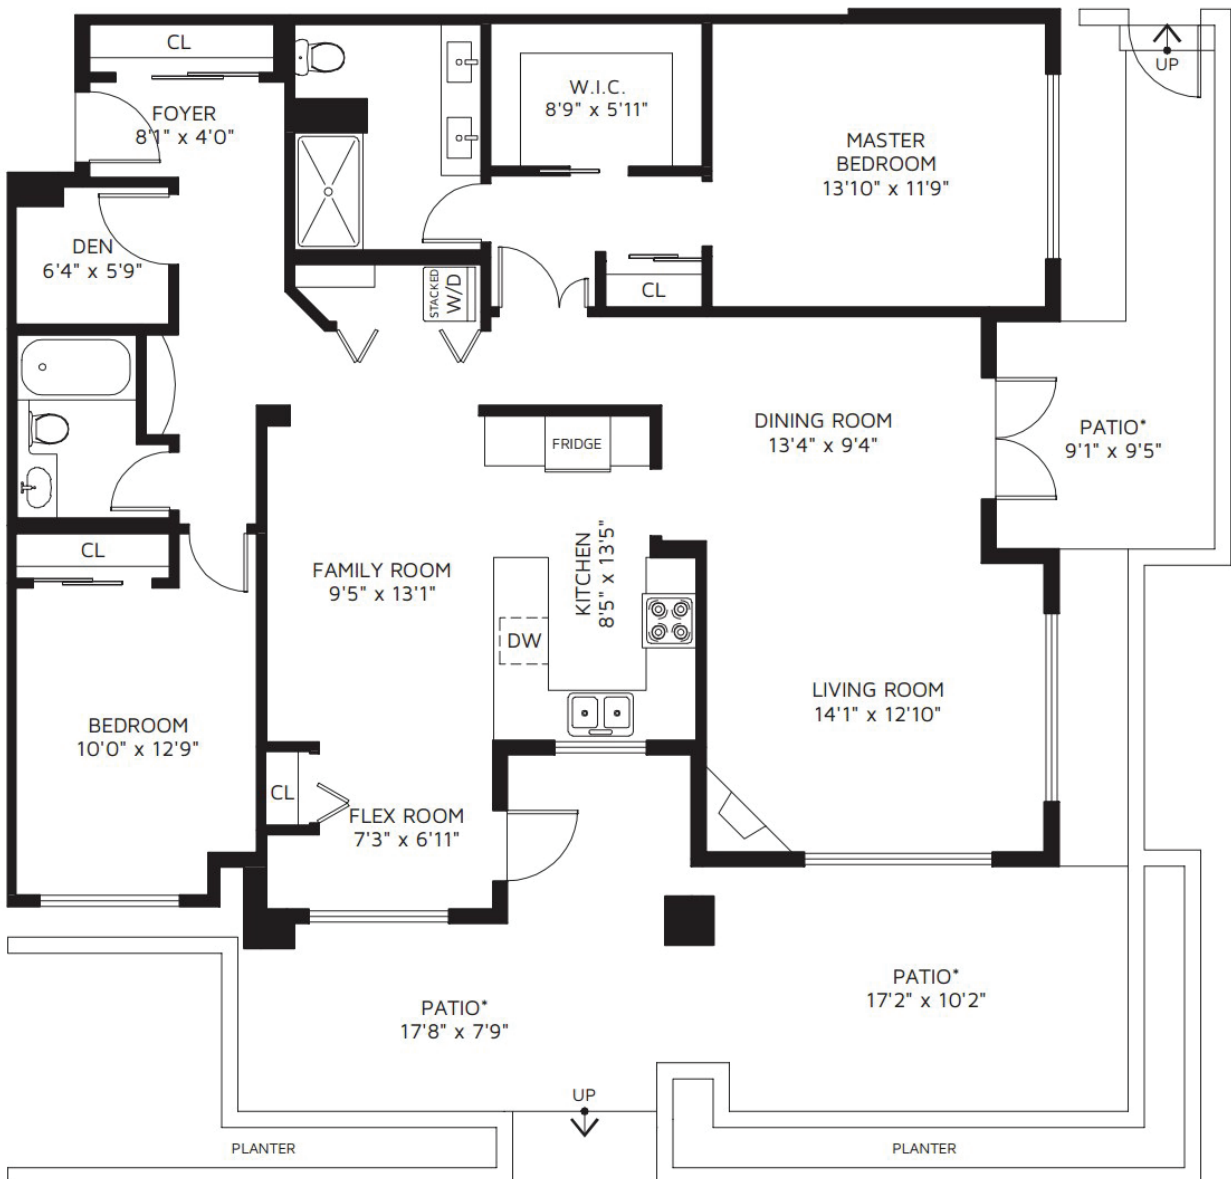 CL
UP
FOYER
8'1" x 4'0"
W.I.C.
8'9" x 5'11"
MASTER
BEDROOM
13'10" x 11'9"
DEN
6'4" x 5'9"
STACKED
W/D
CL
FRIDGE
DINING ROOM
13'4" x 9'4"
PATIO*
9'1" x 9'5"
CL
FAMILY ROOM
9'5" x 13'1"
KITCHEN
8'5" x 13'5"
DW
LIVING ROOM
14'1" x 12'10"
BEDROOM
10'0" x 12'9"
CL
FLEX ROOM
7'3" x 6'11"
PATIO*
17'8" x 7'9"
PATIO*
17'2" x 10'2"
UP
PLANTER
PLANTER